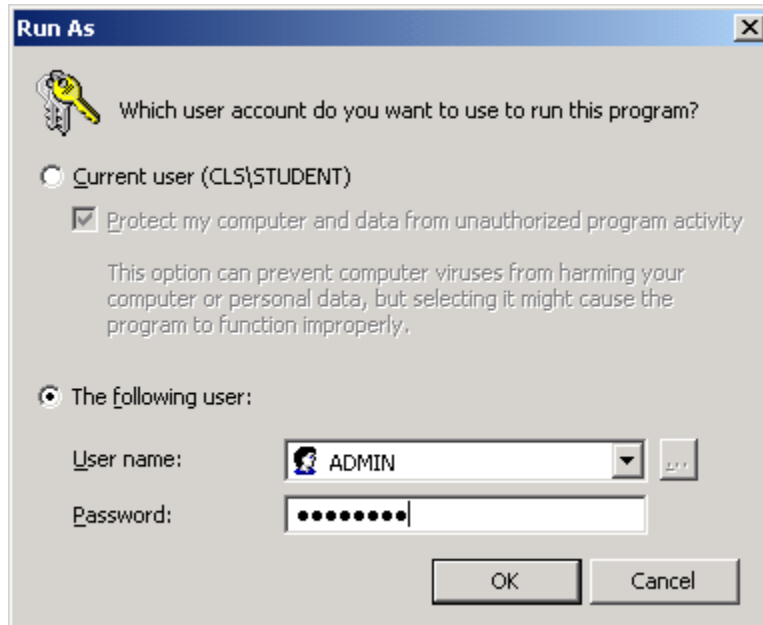 Run As
Which user account do you want to use to run this program?
Current user (CLS\STUDENT)
Protect my computer and data from unauthorized program activity
This option can prevent computer viruses from harming your
computer or personal data, but selecting it might cause the
program to function improperly.
The following user:
User name:
ADMIN
...
Password:
●●●●●●●●
OK
Cancel